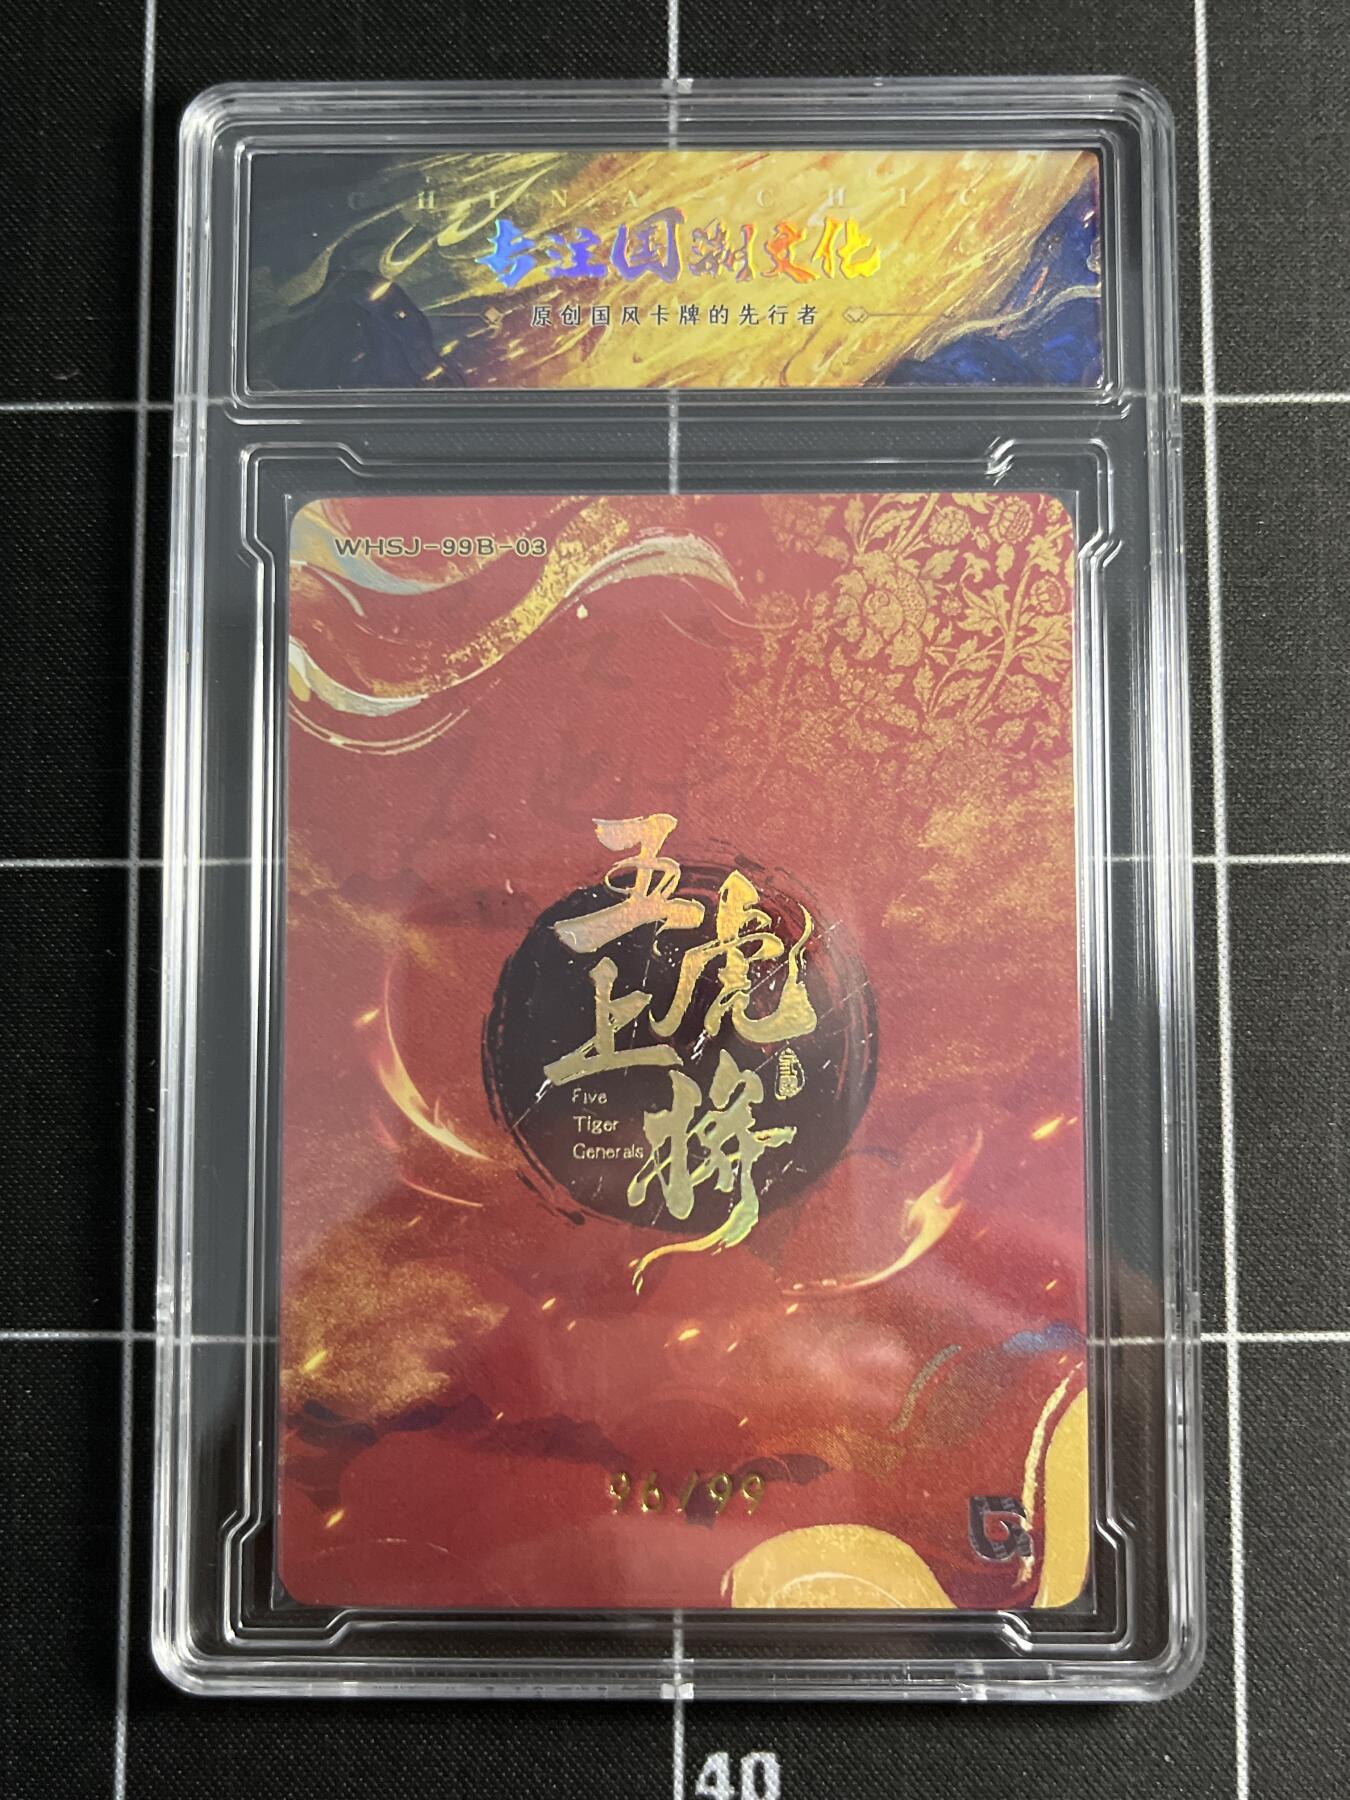 CHINA-CHIC
专注国潮文化
原创国风卡牌的先行者
WHSJ-99B-03
五虎
上将
Five
Tiger
Generals
96/99
40